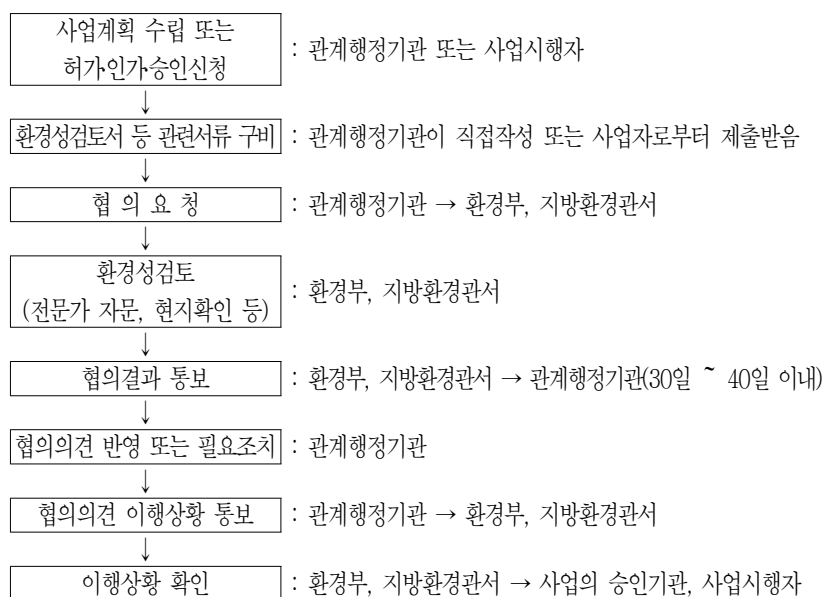 사업계획 수립 또는
허가·인가·승인신청 : 관계행정기관 또는 사업시행자
↓
환경성검토서 등 관련서류 구비 : 관계행정기관이 직접작성 또는 사업자로부터 제출받음
↓
협 의 요 청 : 관계행정기관 → 환경부, 지방환경관서
↓
환경성검토
(전문가 자문, 현지확인 등) : 환경부, 지방환경관서
↓
협의결과 통보 : 환경부, 지방환경관서 → 관계행정기관(30일 ~ 40일 이내)
↓
협의의견 반영 또는 필요조치 : 관계행정기관
↓
협의의견 이행상황 통보 : 관계행정기관 → 환경부, 지방환경관서
↓
이행상황 확인 : 환경부, 지방환경관서 → 사업의 승인기관, 사업시행자